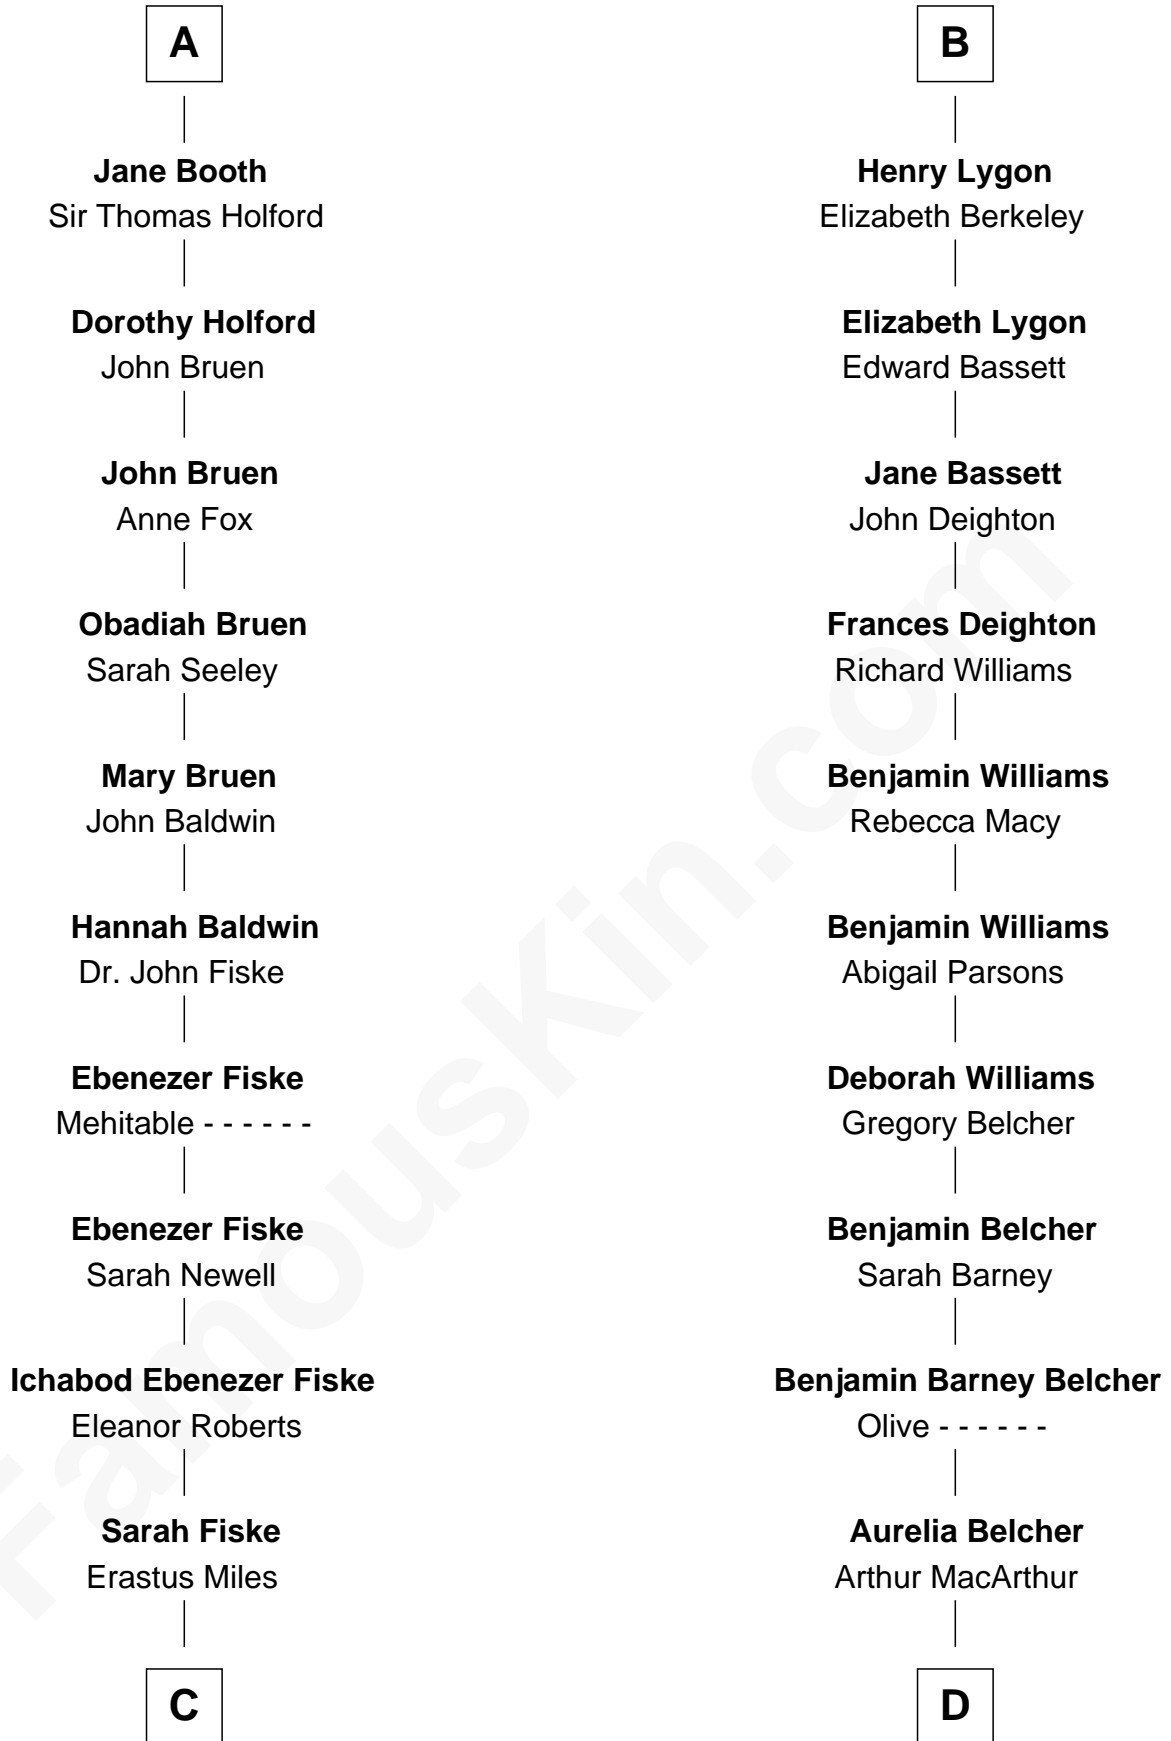 A
Jane Booth
Sir Thomas Holford
Dorothy Holford
John Bruen
John Bruen
Anne Fox
Obadiah Bruen
Sarah Seeley
Mary Bruen
John Baldwin
Hannah Baldwin
Dr. John Fiske
Ebenezer Fiske
Mehitable - - - - - -
Ebenezer Fiske
Sarah Newell
Ichabod Ebenezer Fiske
Eleanor Roberts
Sarah Fiske
Erastus Miles
C
B
Henry Lygon
Elizabeth Berkeley
Elizabeth Lygon
Edward Bassett
Jane Bassett
John Deighton
Frances Deighton
Richard Williams
Benjamin Williams
Rebecca Macy
Benjamin Williams
Abigail Parsons
Deborah Williams
Gregory Belcher
Benjamin Belcher
Sarah Barney
Benjamin Barney Belcher
Olive - - - - - -
Aurelia Belcher
Arthur MacArthur
D
FamousKin.com